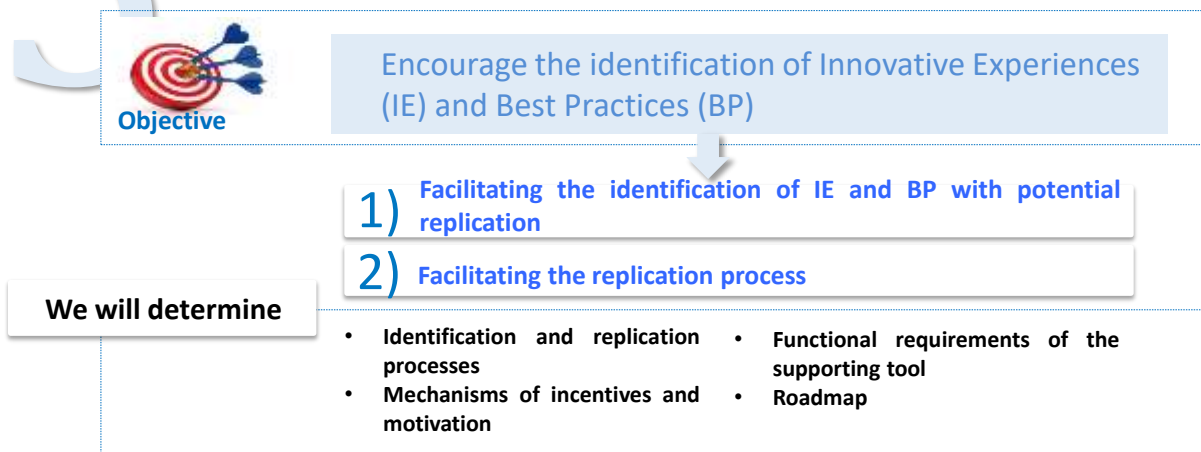 Objective
Encourage the identification of Innovative Experiences
(IE) and Best Practices (BP)
1)
Facilitating the identification of IE and BP with potential
replication
2)
Facilitating the replication process
We will determine
• Identification and replication
processes
• Mechanisms of incentives and
motivation
• Functional requirements of the
supporting tool
• Roadmap